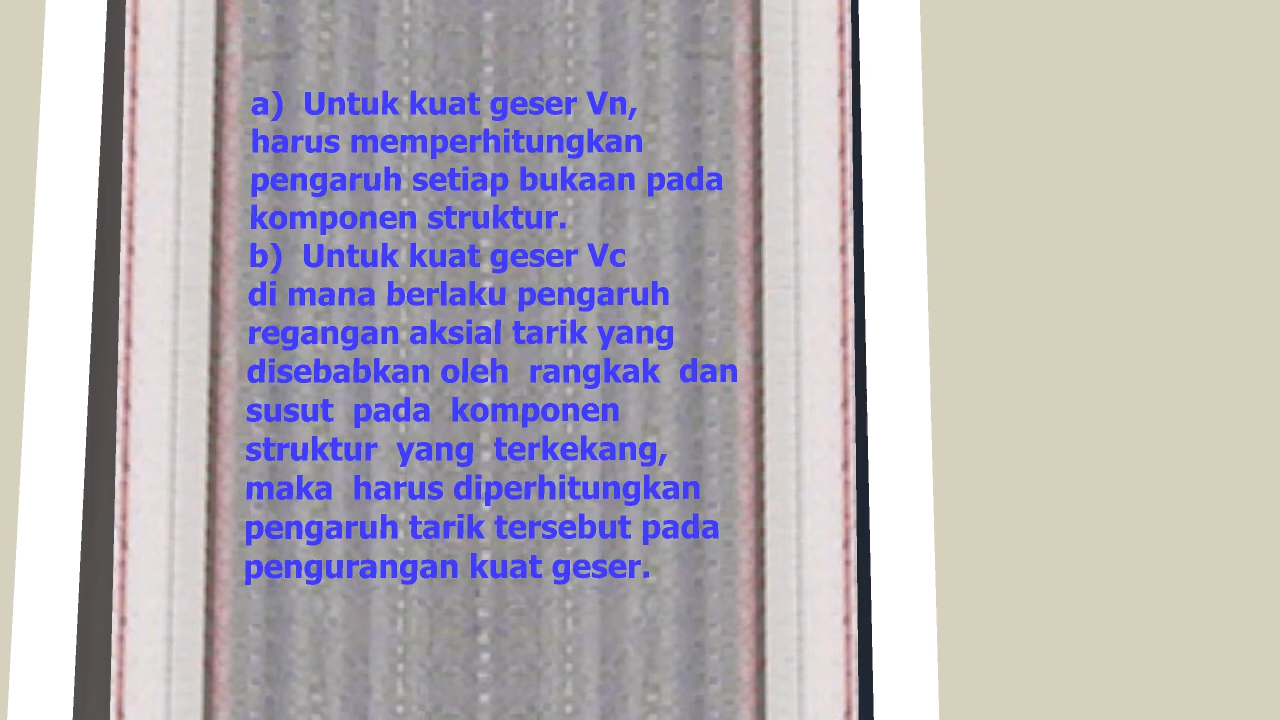 a)  Untuk kuat geser Vn,
harus memperhitungkan
pengaruh setiap bukaan pada
komponen struktur.
b)  Untuk kuat geser Vc
di mana berlaku pengaruh
regangan aksial tarik yang
disebabkan oleh  rangkak  dan
susut  pada  komponen
struktur  yang  terkekang,
maka  harus diperhitungkan
pengaruh tarik tersebut pada
pengurangan kuat geser.